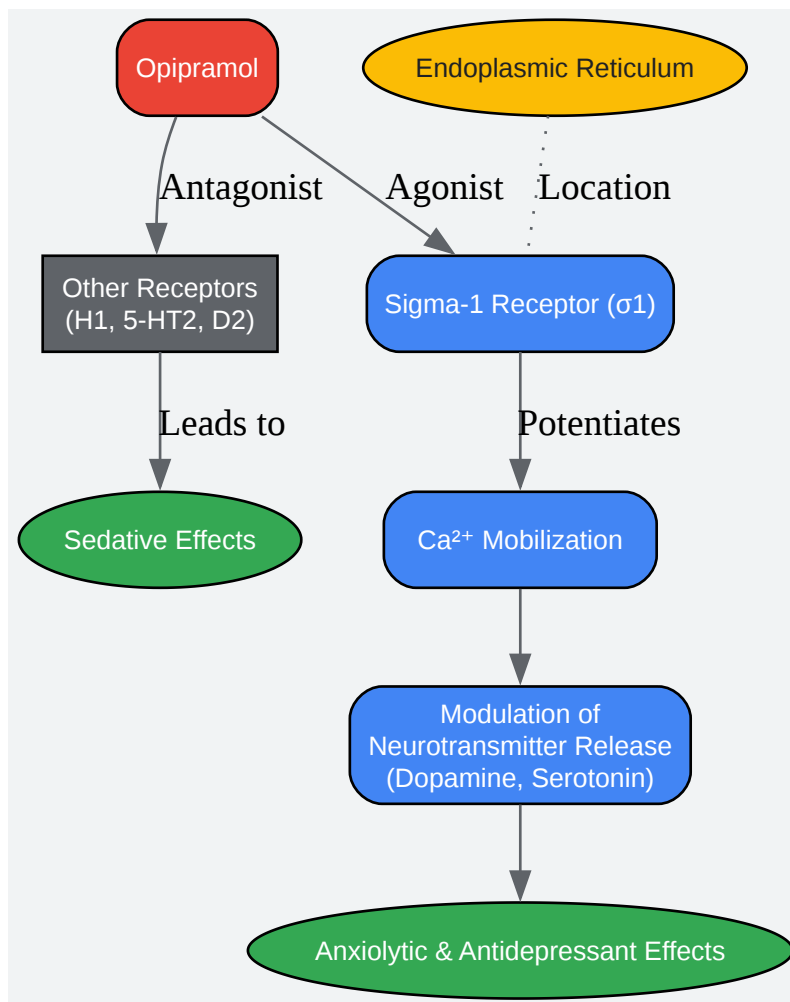 Opipramol
Endoplasmic Reticulum
Antagonist
Agonist
Location
Other Receptors
(H1, 5-HT2, D2)
Sigma-1 Receptor (σ1)
Leads to
Potentiates
Sedative Effects
Ca²⁺ Mobilization
Modulation of
Neurotransmitter Release
(Dopamine, Serotonin)
Anxiolytic & Antidepressant Effects